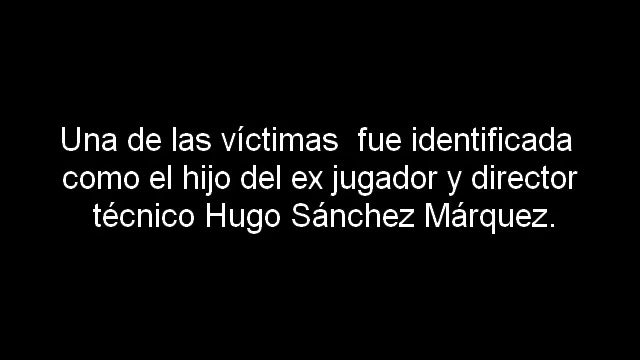 Una de las víctimas  fue identificada
como el hijo del ex jugador y director
técnico Hugo Sánchez Márquez.